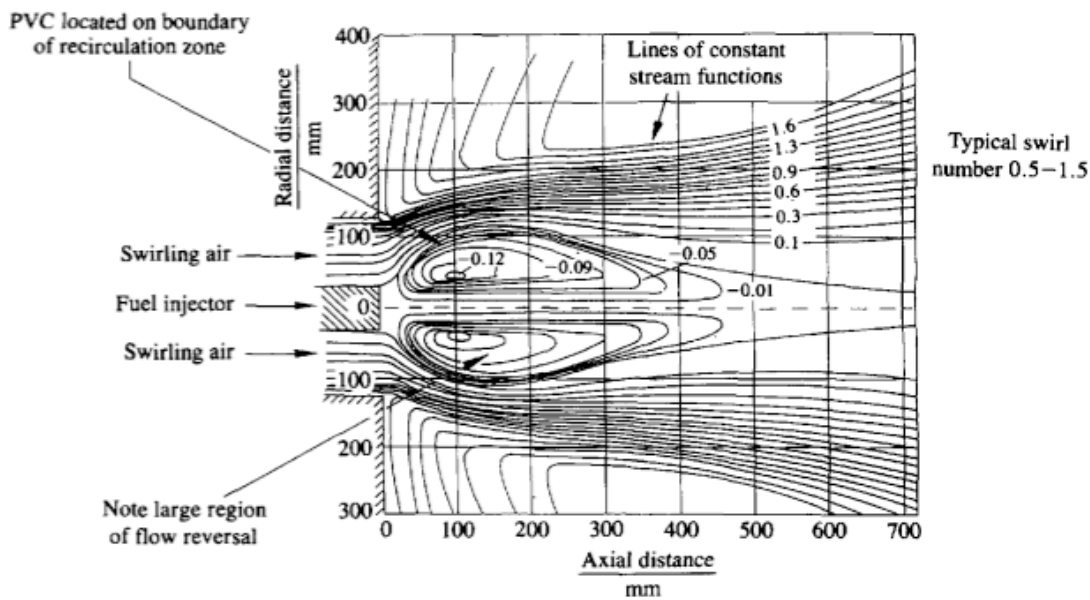 PVC located on boundary
of recirculation zone
400
Lines of constant
stream functions
Radial distance
mm
300
1.6
1.3
Typical swirl
number 0.5–1.5
200
0.9
0.6
0.3
100
0.1
Swirling air
−0.12
−0.09
−0.05
−0.01
Fuel injector
0
Swirling air
100
200
Note large region
of flow reversal
300
0 100 200 300 400 500 600 700
Axial distance
mm